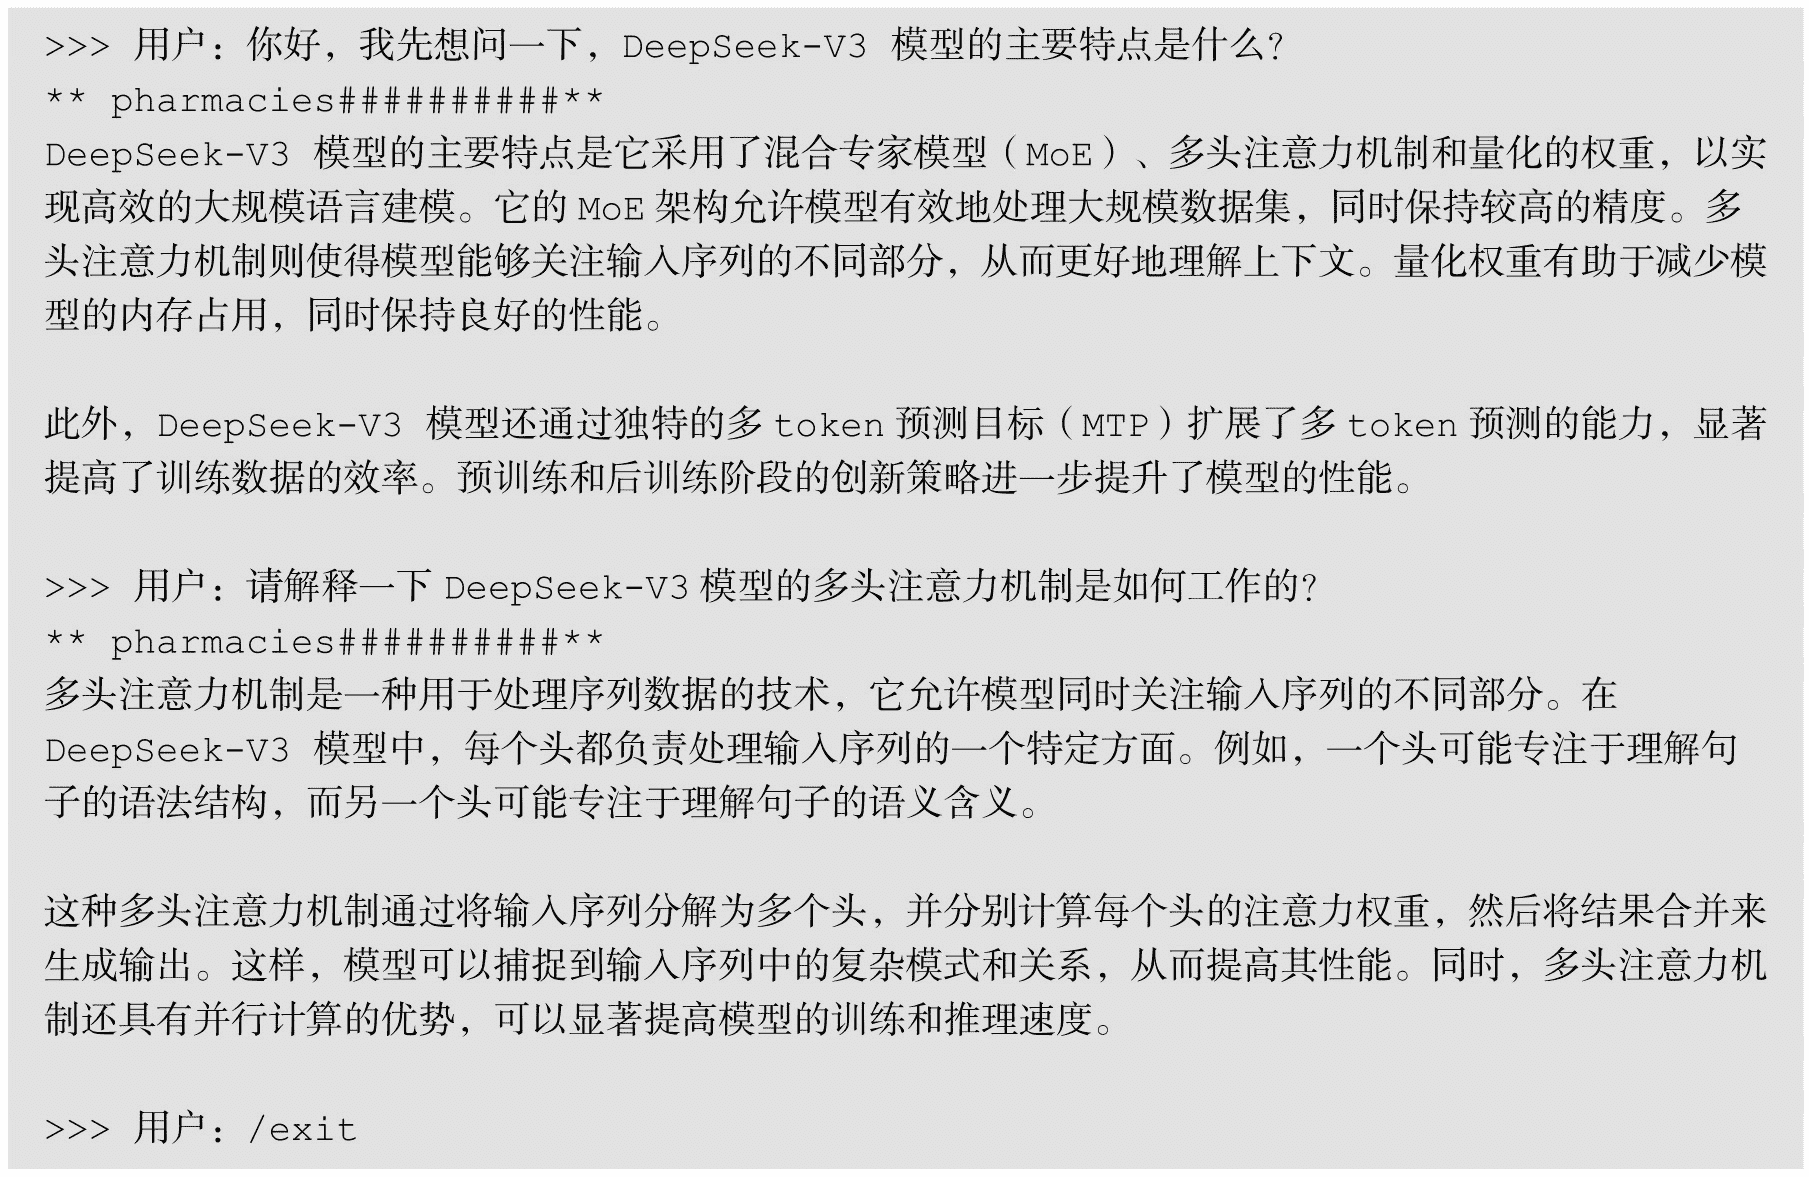 >>> 用户：你好，我先想问一下，DeepSeek-V3 模型的主要特点是什么？
** pharmacies##########**
DeepSeek-V3 模型的主要特点是它采用了混合专家模型（MoE）、多头注意力机制和量化的权重，以实
现高效的大规模语言建模。它的MoE架构允许模型有效地处理大规模数据集，同时保持较高的精度。多
头注意力机制则使得模型能够关注输入序列的不同部分，从而更好地理解上下文。量化权重有助于减少模
型的内存占用，同时保持良好的性能。
此外，DeepSeek-V3 模型还通过独特的多token预测目标（MTP）扩展了多token预测的能力，显著
提高了训练数据的效率。预训练和后训练阶段的创新策略进一步提升了模型的性能。
>>> 用户：请解释一下DeepSeek-V3模型的多头注意力机制是如何工作的？
** pharmacies##########**
多头注意力机制是一种用于处理序列数据的技术，它允许模型同时关注输入序列的不同部分。在
DeepSeek-V3 模型中，每个头都负责处理输入序列的一个特定方面。例如，一个头可能专注于理解句
子的语法结构，而另一个头可能专注于理解句子的语义含义。
这种多头注意力机制通过将输入序列分解为多个头，并分别计算每个头的注意力权重，然后将结果合并来
生成输出。这样，模型可以捕捉到输入序列中的复杂模式和关系，从而提高其性能。同时，多头注意力机
制还具有并行计算的优势，可以显著提高模型的训练和推理速度。
>>> 用户：/exit